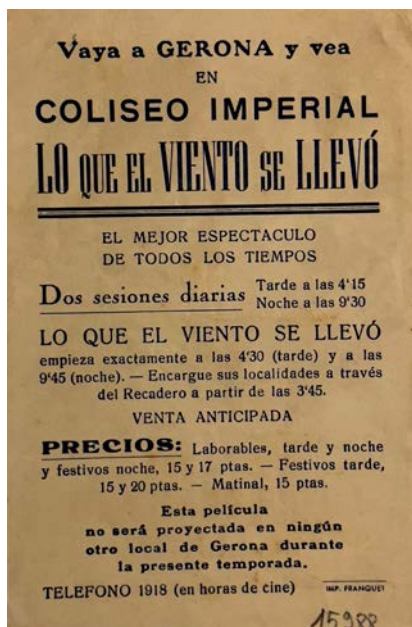 Vaya a GERONA y vea
EN
COLISEO IMPERIAL
LO QUE EL VIENTO SE LLEVÓ
EL MEJOR ESPECTACULO
DE TODOS LOS TIEMPOS
Dos sesiones diarias Tarde a las 4'15
Noche a las 9'30
LO QUE EL VIENTO SE LLEVÓ
empieza exactamente a las 4'30 (tarde) y a las
9'45 (noche). — Encargue sus localidades a través
del Recadero a partir de las 3'45.
VENTA ANTICIPADA
PRECIOS: Laborables, tarde y noche
y festivos noche, 15 y 17 ptas. — Festivos tarde,
15 y 20 ptas. — Matinal, 15 ptas.
Esta película
no será proyectada en ningún
otro local de Gerona durante
la presente temporada.
TELEFONO 1918 (en horas de cine) IMP. FRANQUET
15988